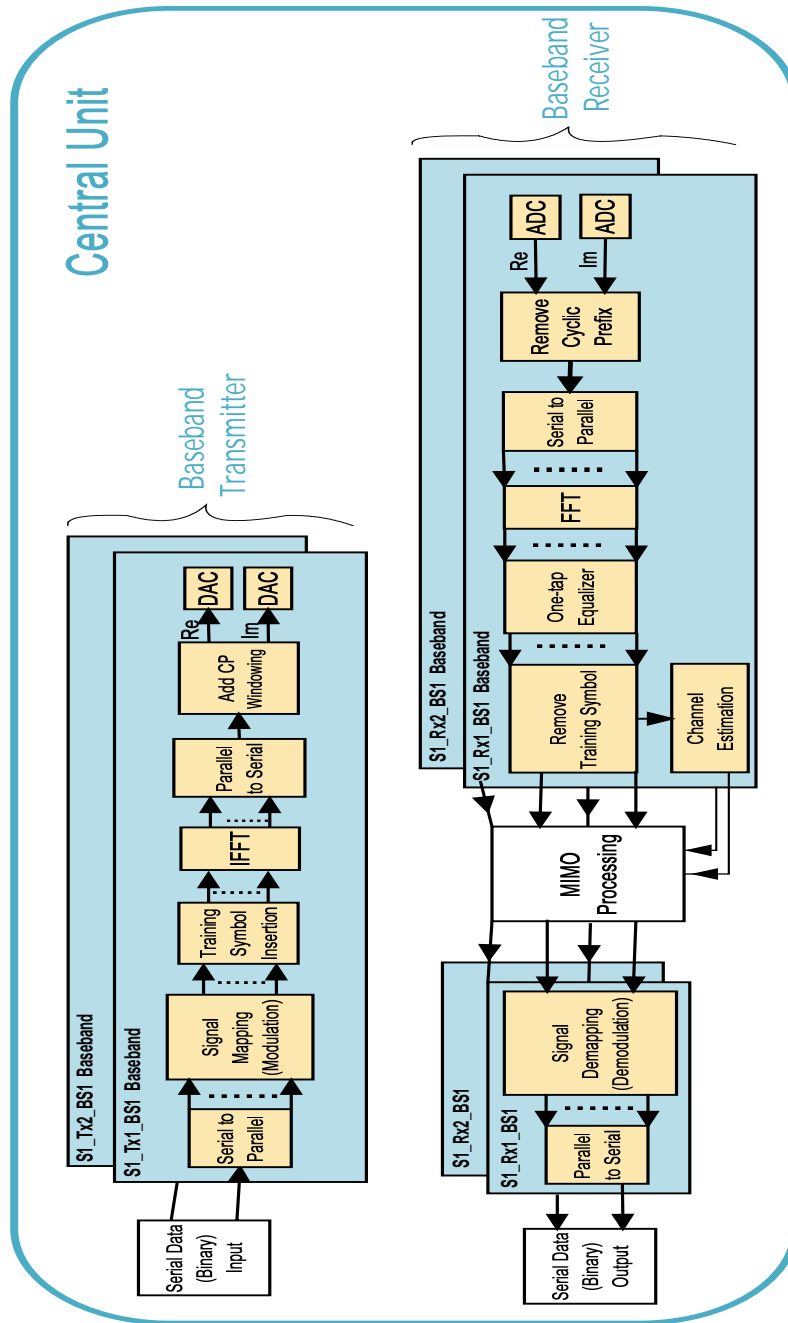 Central Unit
Baseband
Transmitter
S1_Tx2_BS1 Baseband
S1_Tx1_BS1 Baseband
Serial Data
(Binary)
Input
Serial to
Parallel
Signal
Mapping
(Modulation)
Training
Symbol
Insertion
IFFT
Parallel
to Serial
Add CP
Windowing
Re
Im
DAC
DAC
Baseband
Receiver
S1_Rx2_BS1 Baseband
S1_Rx1_BS1 Baseband
ADC
ADC
Re
Im
Remove
Cyclic
Prefix
Serial to
Parallel
FFT
One-tap
Equalizer
Remove
Training Symbol
Channel
Estimation
MIMO
Processing
S1_Rx2_BS1
S1_Rx1_BS1
Signal
Demapping
(Demodulation)
Parallel
to Serial
Serial Data
(Binary)
Output